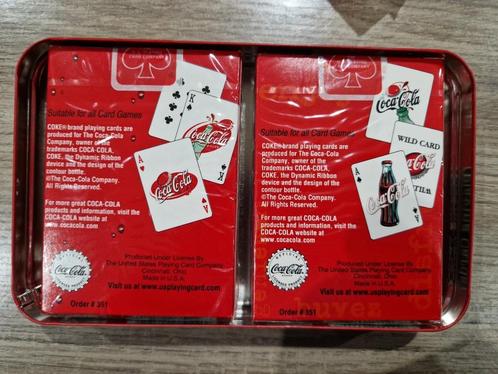 CARD COMPANY
Suitable for all Card Games
COKE® brand playing cards are
produced for The Coca-Cola
Company, owner of the
trademarks COCA-COLA.
COKE, the Dynamic Ribbon
device and the design of the
contour bottle.
©The Coca-Cola Company.
All Rights Reserved.
For more great COCA-COLA
products and information, visit the
COCA-COLA website at
www.cocacola.com.
K
Coca-Cola
A
Coca-Cola
A
Coca-Cola
Produced Under License By
The United States Playing Card Company
Cincinnati, Ohio
Made in U.S.A.
Visit us at www.usplayingcard.com
Order # 351
Suitable for all Card Games
COKE® brand playing cards are
produced for The Coca-Cola
Company, owner of the
trademarks COCA-COLA.
COKE, the Dynamic Ribbon
device and the design of the
contour bottle.
©The Coca-Cola Company.
All Rights Reserved.
For more great COCA-COLA
products and information, visit the
COCA-COLA website at
www.cocacola.com.
A
Coca-Cola
WILD CARD
WILD
A
Coca-Cola
A
Coca-Cola
Produced Under License By
The United States Playing Card Company
Cincinnati, Ohio
Made in U.S.A.
Visit us at www.usplayingcard.com
buvez
Order # 351